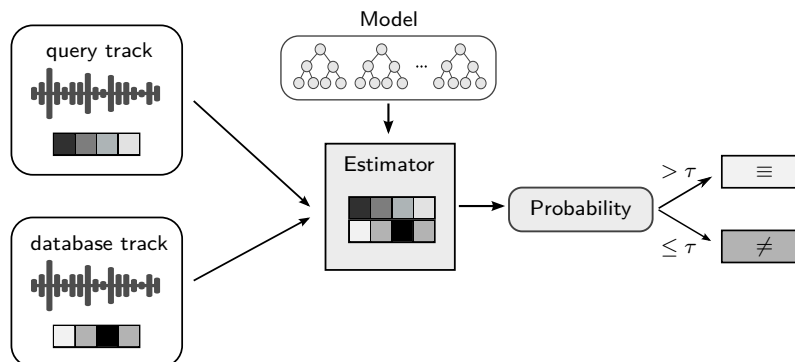 Model
query track
...
Estimator
> τ
≡
Probability
database track
≤ τ
≠